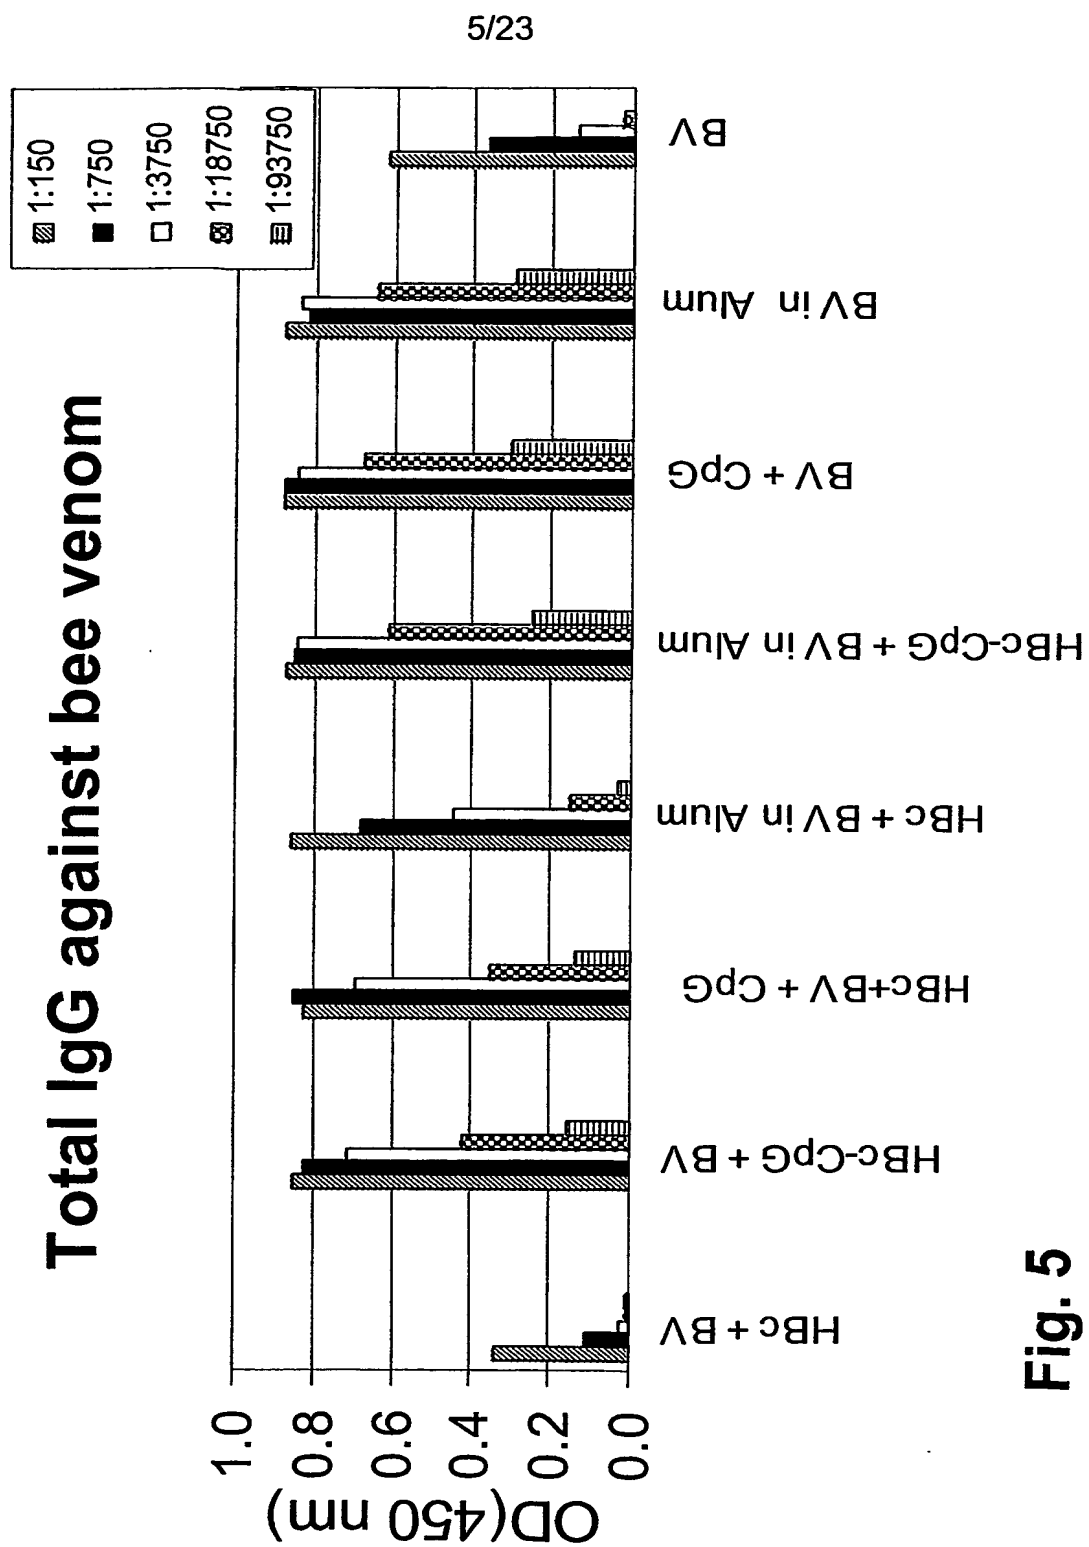 5/23
Total IgG against bee venom
1:150
1:750
1:3750
1:18750
1:93750
OD(450 nm)
1.0
0.8
0.6
0.4
0.2
0.0
HBc + BV
HBc-CpG + BV
HBc+BV + CpG
HBc + BV in Alum
HBc-CpG + BV in Alum
BV + CpG
BV in Alum
BV
Fig. 5